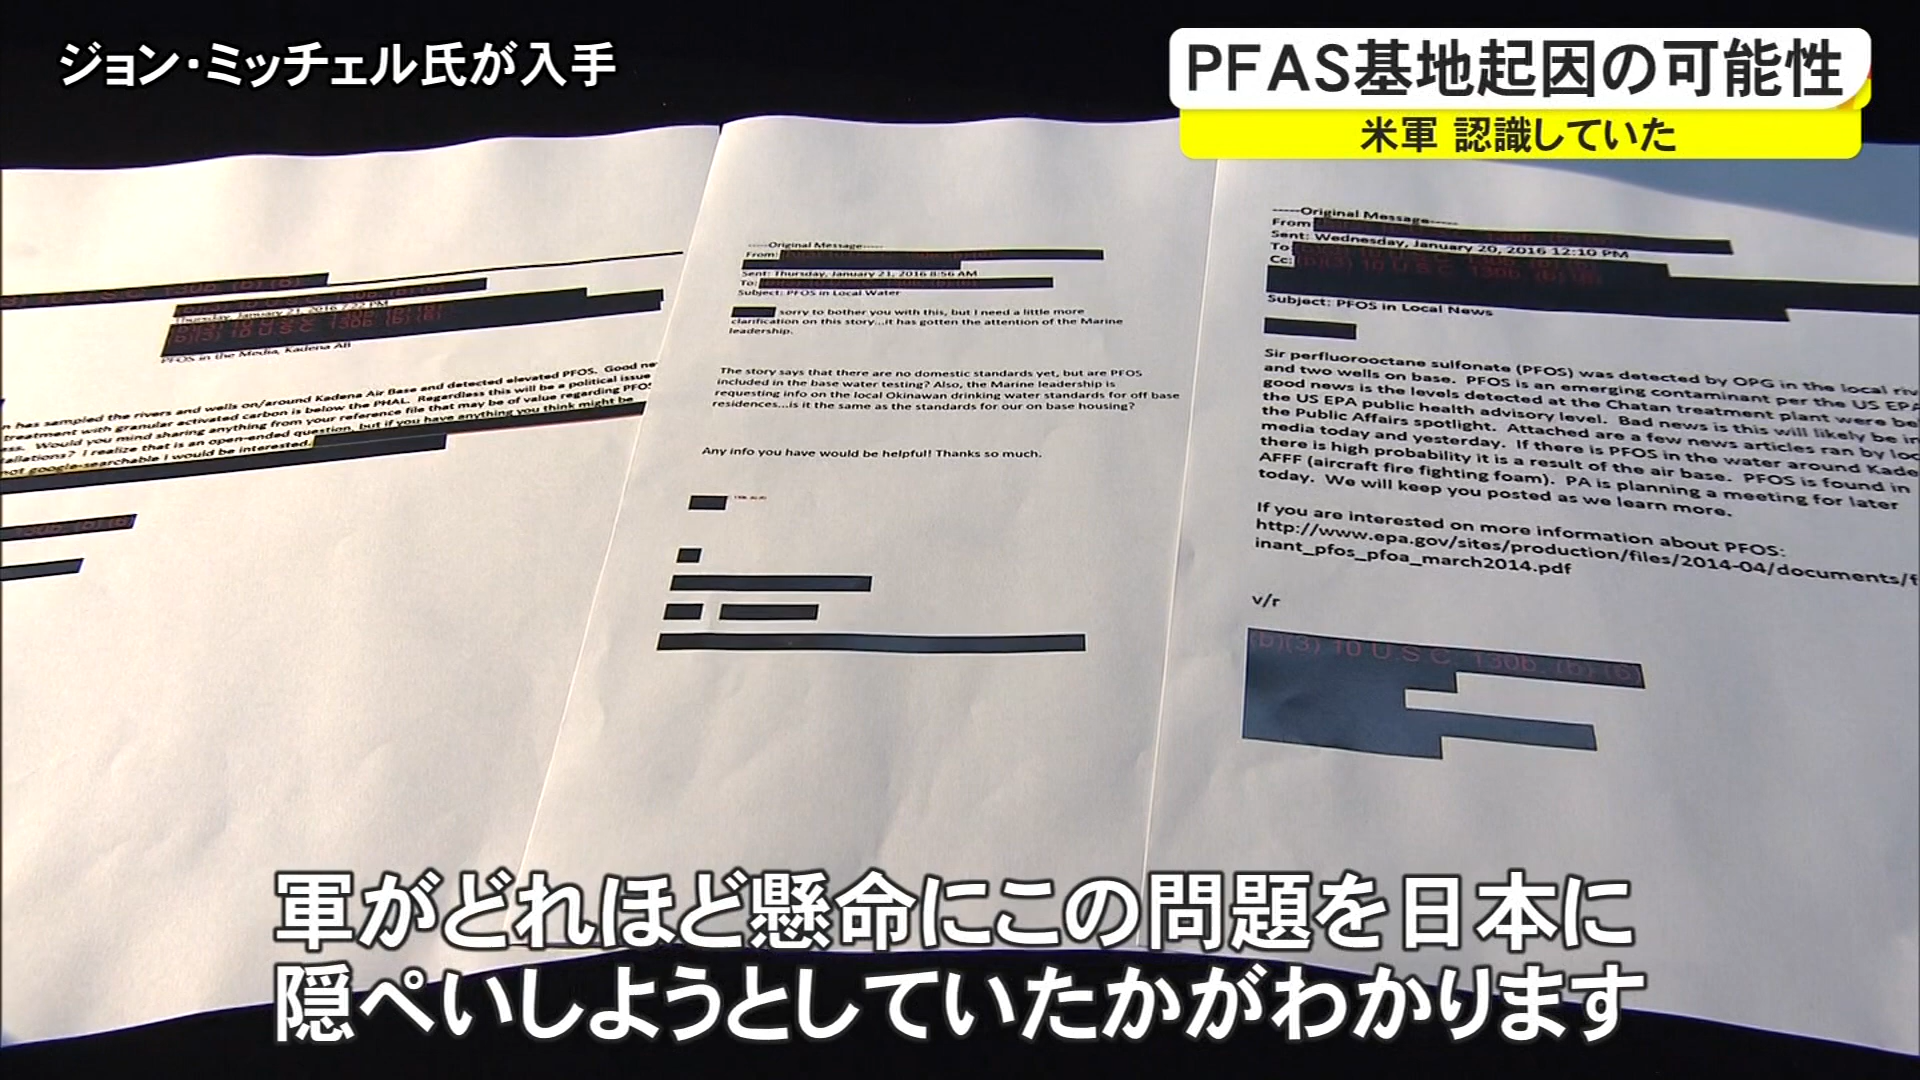 ジョン・ミッチェル氏が入手
PFAS基地起因の可能性
米軍 認識していた
Thursday, January 21, 2016 7:22 PM
PFOS in the Media, Kadena AB
n has sampled the rivers and wells on/around Kadena Air Base and detected elevated PFOS. Good ne
treatment with granular activated carbon is below the PHAL. Regardless this will be a political issue
ess. Would you mind sharing anything from your reference file that may be of value regarding PFOS
allations? I realize that is an open-ended question, but if you have anything you think might be
not google-searchable I would be interested.
-----Original Message-----
From:
Sent: Thursday, January 21, 2016 8:56 AM
To:
Subject: PFOS in Local Water
sorry to bother you with this, but I need a little more
clarification on this story...it has gotten the attention of the Marine
leadership.
The story says that there are no domestic standards yet, but are PFOS
included in the base water testing? Also, the Marine leadership is
requesting info on the local Okinawan drinking water standards for off base
residences...is it the same as the standards for our on base housing?
Any info you have would be helpful! Thanks so much.
-----Original Message-----
From
Sent: Wednesday, January 20, 2016 12:10 PM
To
Cc:
Subject: PFOS in Local News
Sir perfluorooctane sulfonate (PFOS) was detected by OPG in the local riv
and two wells on base. PFOS is an emerging contaminant per the US EPA
good news is the levels detected at the Chatan treatment plant were be
the US EPA public health advisory level. Bad news is this will likely be in
the Public Affairs spotlight. Attached are a few news articles ran by loc
media today and yesterday. If there is PFOS in the water around Kade
there is high probability it is a result of the air base. PFOS is found in
AFFF (aircraft fire fighting foam). PA is planning a meeting for later
today. We will keep you posted as we learn more.
If you are interested on more information about PFOS:
http://www.epa.gov/sites/production/files/2014-04/documents/f
inant_pfos_pfoa_march2014.pdf
v/r
(b)(3) 10 U.S.C. 130b, (b) (6)
軍がどれほど懸命にこの問題を日本に
隠ぺいしようとしていたかがわかります